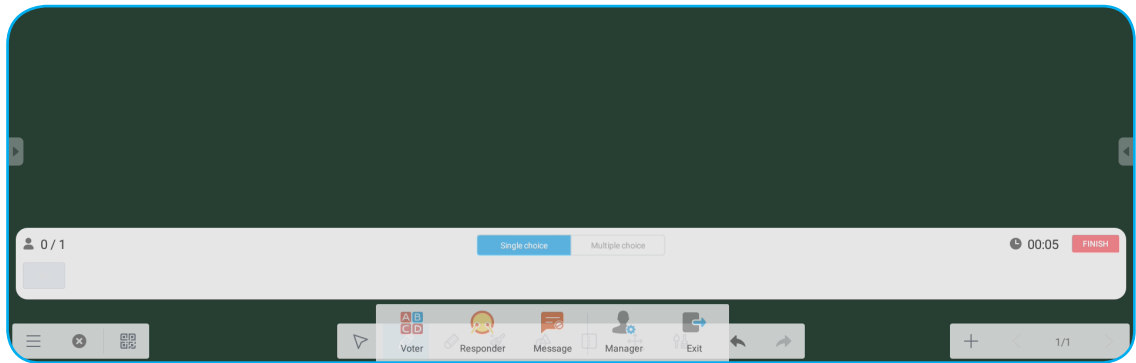 0 / 1
Single choice
Multiple choice
00:05
FINISH
A B
C D
Voter
Responder
Message
Manager
Exit
1/1